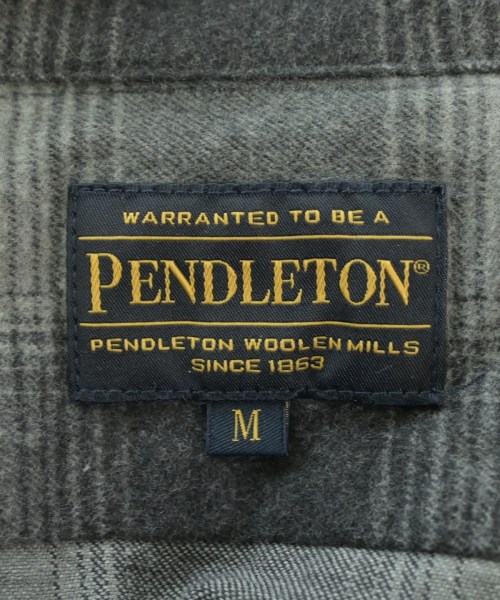 WARRANTED TO BE A
PENDLETON®
PENDLETON WOOLEN MILLS
SINCE 1863
M